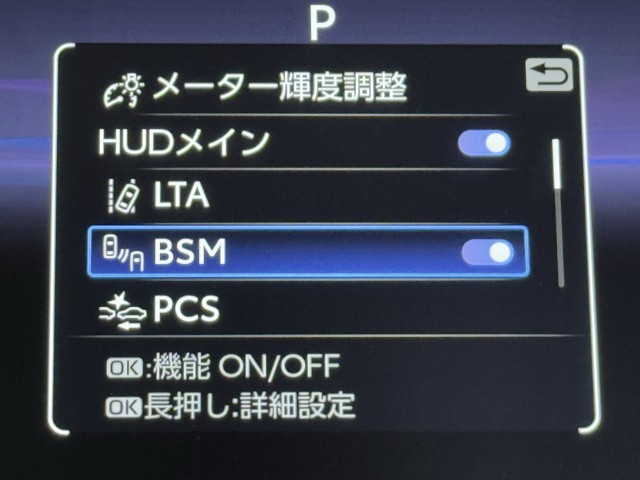 P
メーター輝度調整
HUDメイン
LTA
BSM
PCS
OK:機能 ON/OFF
OK長押し:詳細設定